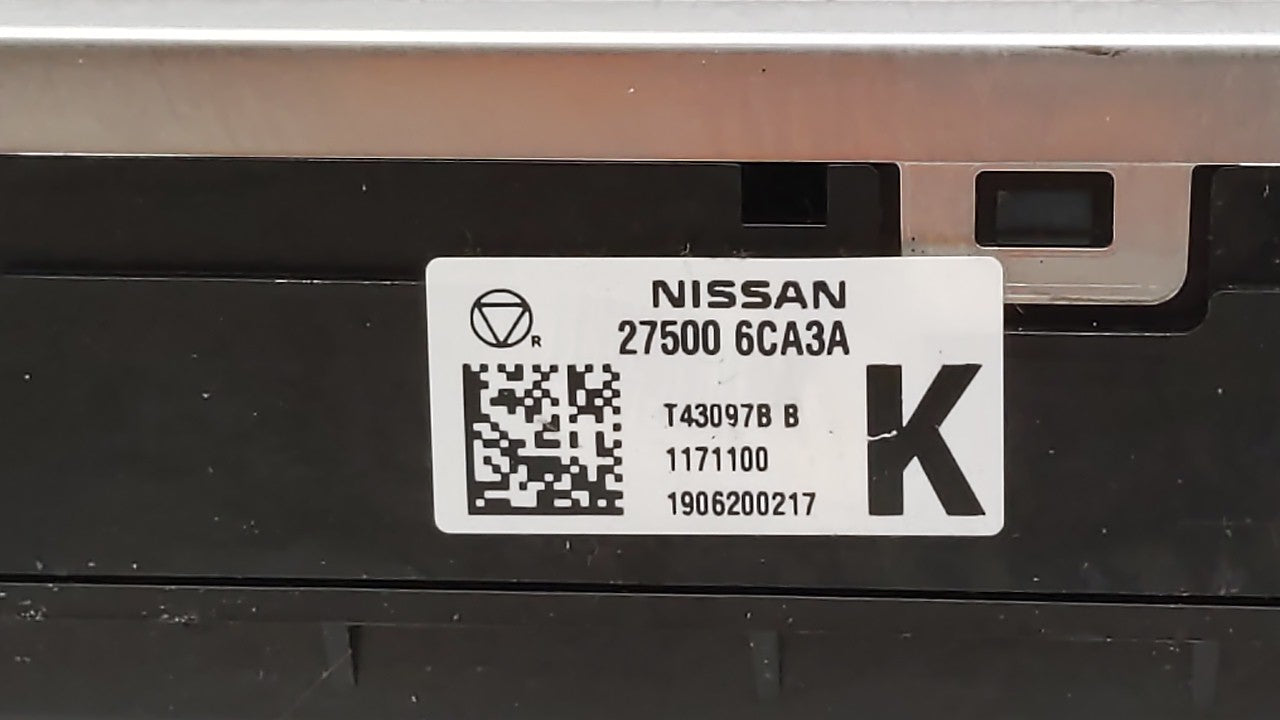 NISSAN
R
27500 6CA3A
T43097B B
1171100
1906200217
K